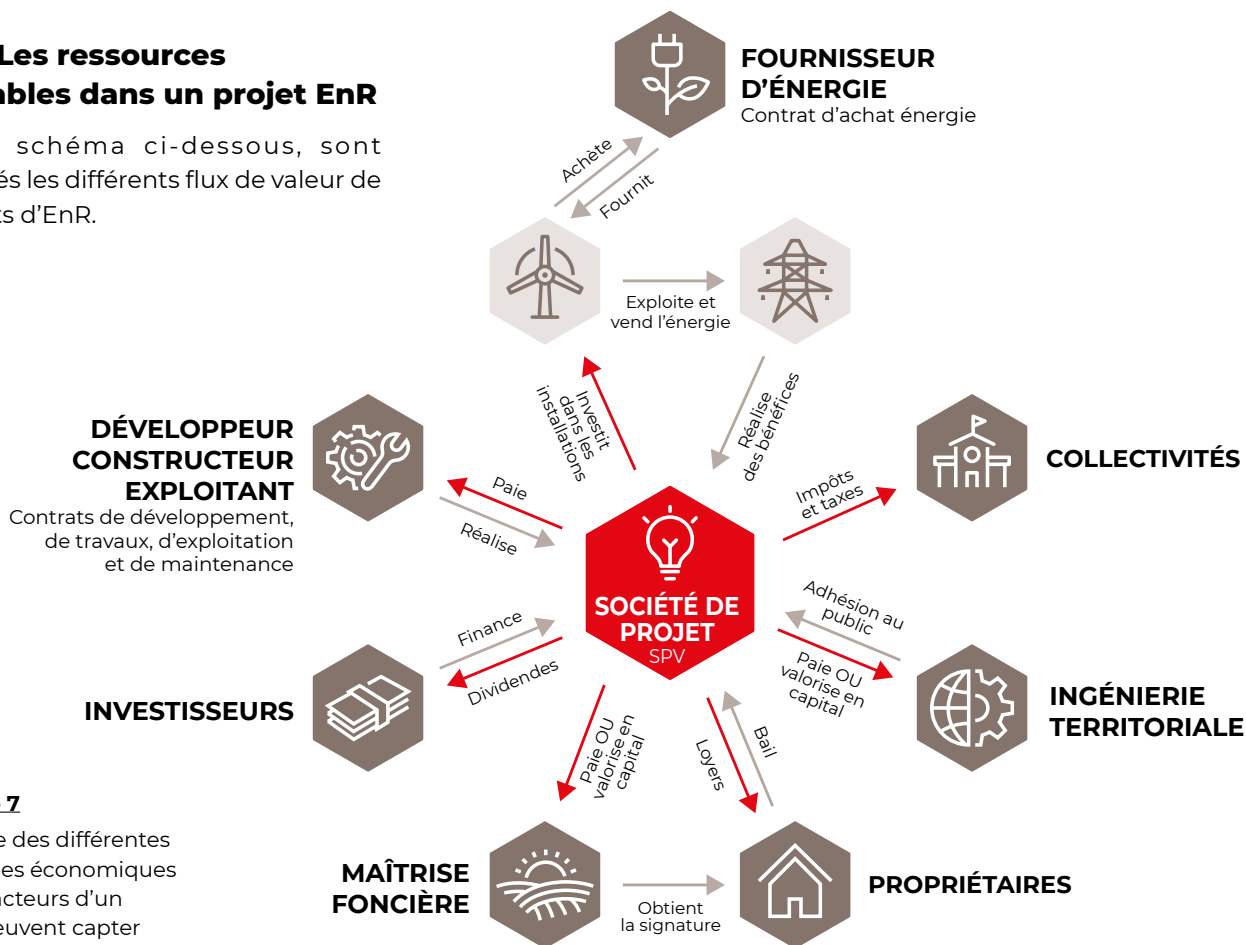 Les ressources
ables dans un projet EnR
schéma ci-dessous, sont
és les différents flux de valeur de
ts d’EnR.
FOURNISSEUR
D’ÉNERGIE
Contrat d’achat énergie
Achète
Fournit
Exploite et
vend l’énergie
Investit
dans les
installations
Réalise
des bénéfices
DÉVELOPPEUR
CONSTRUCTEUR
EXPLOITANT
Contrats de développement,
de travaux, d’exploitation
et de maintenance
Paie
Réalise
Impôts
et taxes
COLLECTIVITÉS
SOCIÉTÉ DE
PROJET
SPV
Finance
Dividendes
INVESTISSEURS
Adhésion au
public
Paie OU
valorise en
capital
INGÉNIERIE
TERRITORIALE
Paie OU
valorise en
capital
Loyers
Bail
7
e des différentes
es économiques
acteurs d’un
euvent capter
MAÎTRISE
FONCIÈRE
Obtient
la signature
PROPRIÉTAIRES